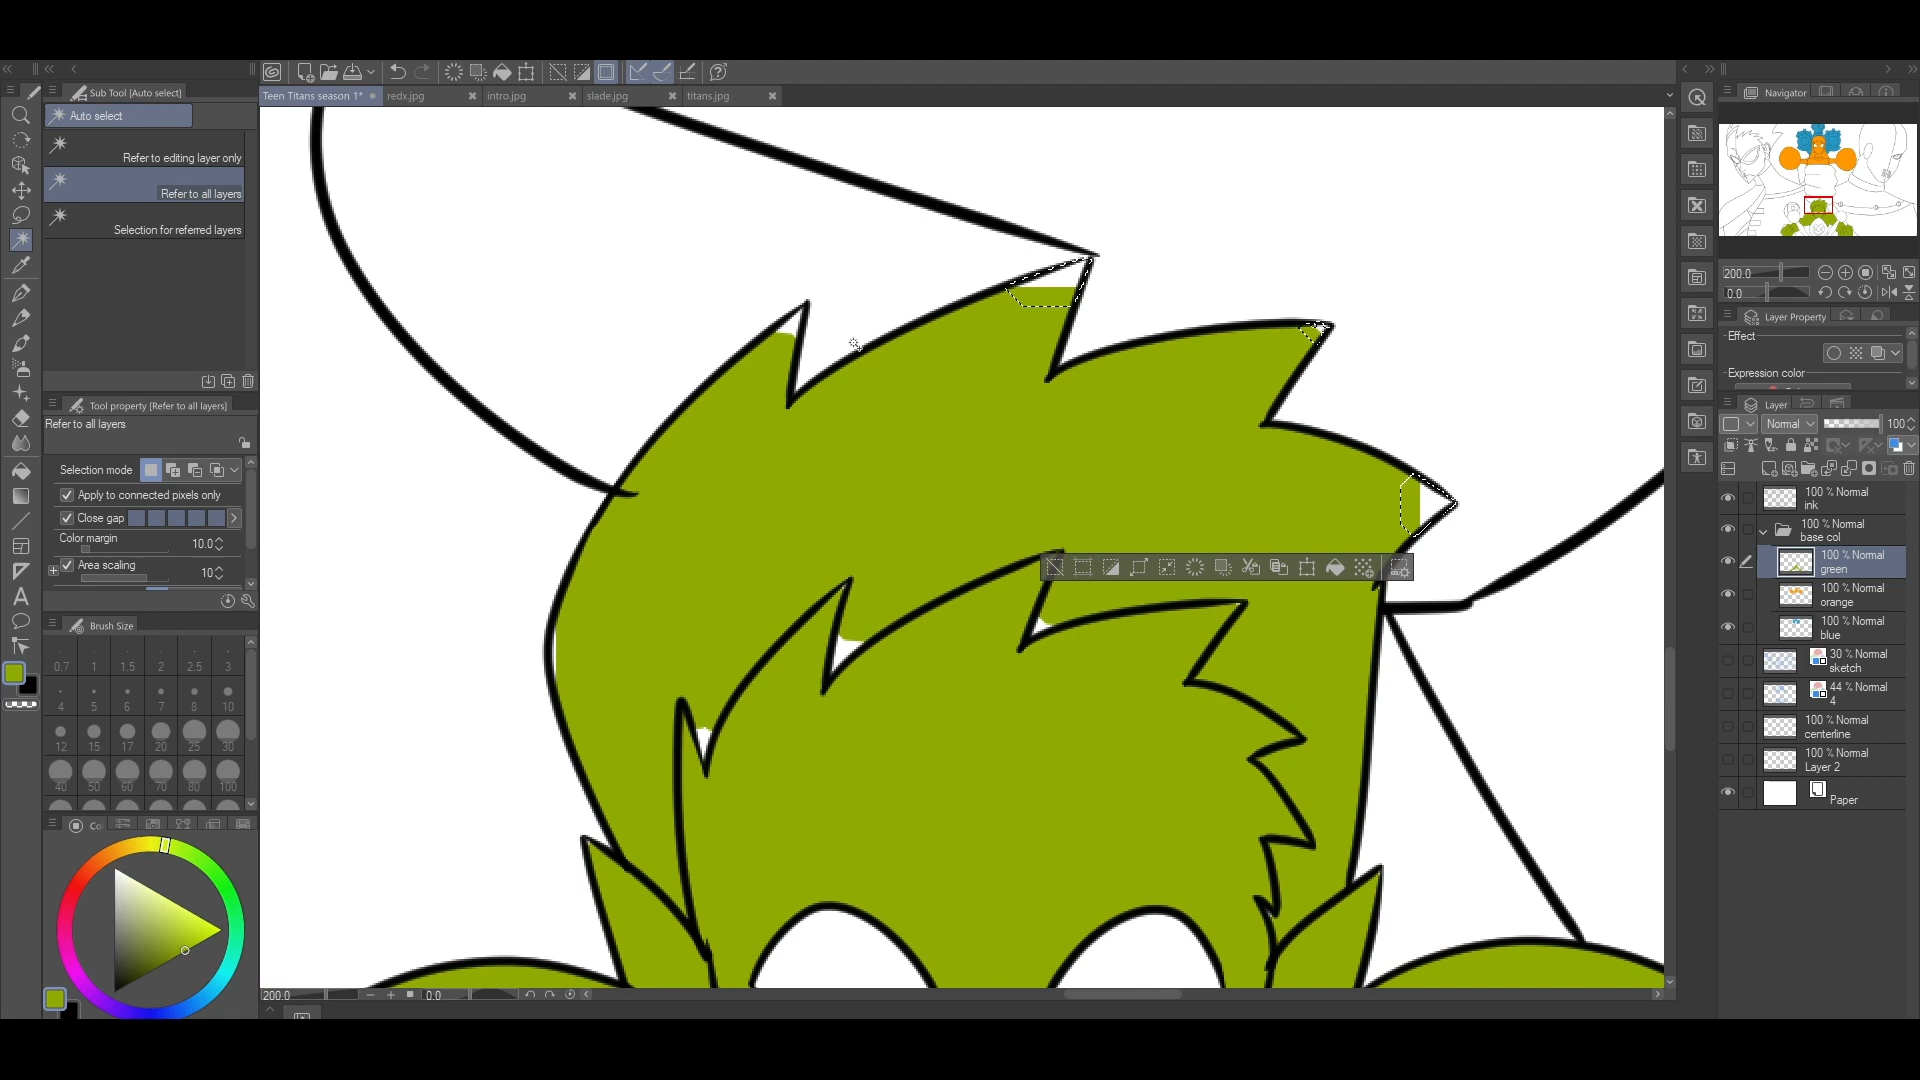 Sub Tool [Auto select]
Auto select
Refer to editing layer only
Refer to all layers
Selection for referred layers
Tool property [Refer to all layers]
Refer to all layers
Selection mode
Apply to connected pixels only
Close gap
Color margin
10.0
Area scaling
10
Brush Size
0.7 1 1.5 2 2.5 3
4 5 6 7 8 10
12 15 17 20 25 30
40 50 60 70 80 100
Co
Teen Titans season 1*
redx.jpg
intro.jpg
slade.jpg
titans.jpg
200.0
0.0
Navigator
200.0
0.0
Layer Property
Effect
Expression color
Layer
Normal
100
100 % Normal
ink
100 % Normal
base col
100 % Normal
green
100 % Normal
orange
100 % Normal
blue
30 % Normal
sketch
44 % Normal
4
100 % Normal
centerline
100 % Normal
Layer 2
Paper